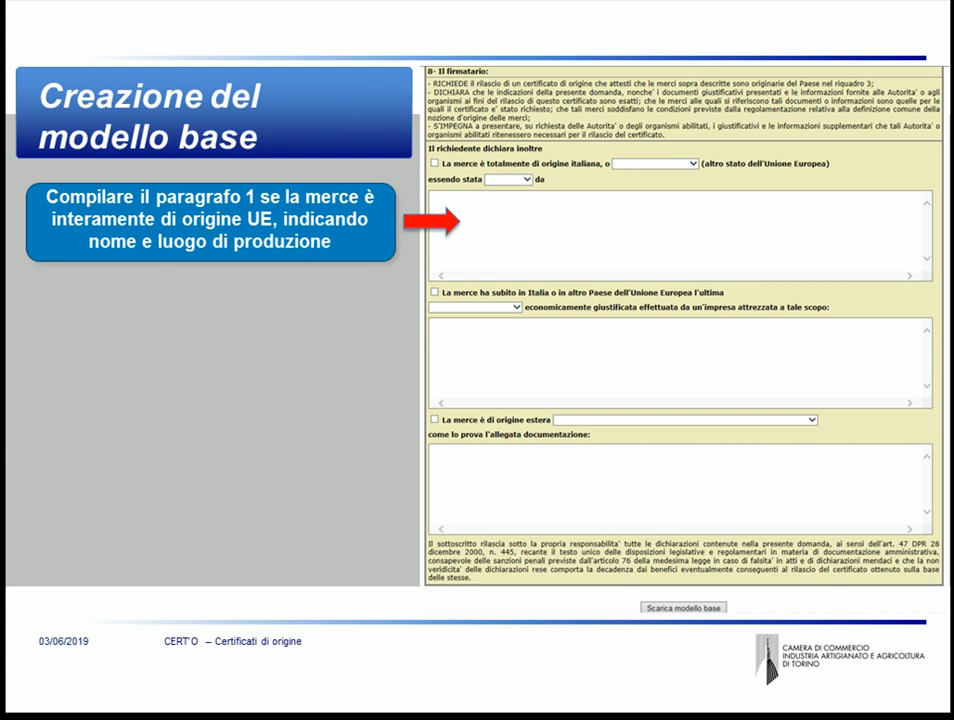 Creazione del
modello base
Compilare il paragrafo 1 se la merce è
interamente di origine UE, indicando
nome e luogo di produzione
8- Il firmatario:
- RICHIEDE il rilascio di un certificato di origine che attesti che le merci sopra descritte sono originarie del Paese nel riquadro 3;
- DICHIARA che le indicazioni della presente domanda, nonche' i documenti giustificativi presentati e le informazioni fornite alle Autorita' o agli
organismi ai fini del rilascio di questo certificato sono esatti; che le merci alle quali si riferiscono tali documenti o informazioni sono quelle per le
quali il certificato e' stato richiesto; che tali merci soddisfano le condizioni previste dalla regolamentazione relativa alla definizione comune della
nozione d'origine delle merci;
- S'IMPEGNA a presentare, su richiesta delle Autorita' o degli organismi abilitati, i giustificativi e le informazioni supplementari che tali Autorita' o
organismi abilitati ritenessero necessari per il rilascio del certificato.
Il richiedente dichiara inoltre
La merce è totalmente di origine italiana, o (altro stato dell'Unione Europea)
essendo stata da
La merce ha subito in Italia o in altro Paese dell'Unione Europea l'ultima
economicamente giustificata effettuata da un'impresa attrezzata a tale scopo:
La merce è di origine estera
come lo prova l'allegata documentazione:
Il sottoscritto rilascia sotto la propria responsabilita' tutte le dichiarazioni contenute nella presente domanda, ai sensi dell'art. 47 DPR 28
dicembre 2000, n. 445, recante il testo unico delle disposizioni legislative e regolamentari in materia di documentazione amministrativa,
consapevole delle sanzioni penali previste dall'articolo 76 della medesima legge in caso di falsita' in atti e di dichiarazioni mendaci e che la non
veridicita' delle dichiarazioni rese comporta la decadenza dai benefici eventualmente conseguenti al rilascio del certificato ottenuto sulla base
delle stesse.
Scarica modello base
03/06/2019 CERT'O – Certificati di origine
CAMERA DI COMMERCIO
INDUSTRIA ARTIGIANATO E AGRICOLTURA
DI TORINO